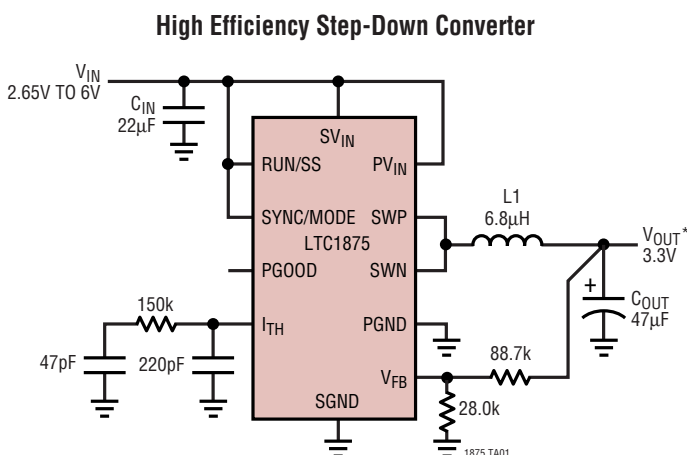 High Efficiency Step-Down Converter
VIN
2.65V TO 6V
CIN
22µF
SVIN
RUN/SS
PVIN
SYNC/MODE
SWP
LTC1875
PGOOD
SWN
L1
6.8µH
VOUT*
3.3V
+
COUT
47µF
150k
ITH
PGND
47pF
220pF
88.7k
VFB
28.0k
SGND
1875 TA01